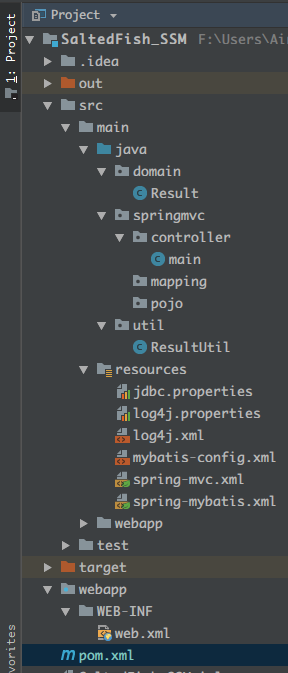 Project
1: Project
SaltedFish_SSM F:\Users\Ai
.idea
out
src
main
java
domain
Result
springmvc
controller
main
mapping
pojo
util
ResultUtil
resources
jdbc.properties
log4j.properties
log4j.xml
mybatis-config.xml
spring-mvc.xml
spring-mybatis.xml
webapp
test
target
webapp
WEB-INF
web.xml
pom.xml
vorites